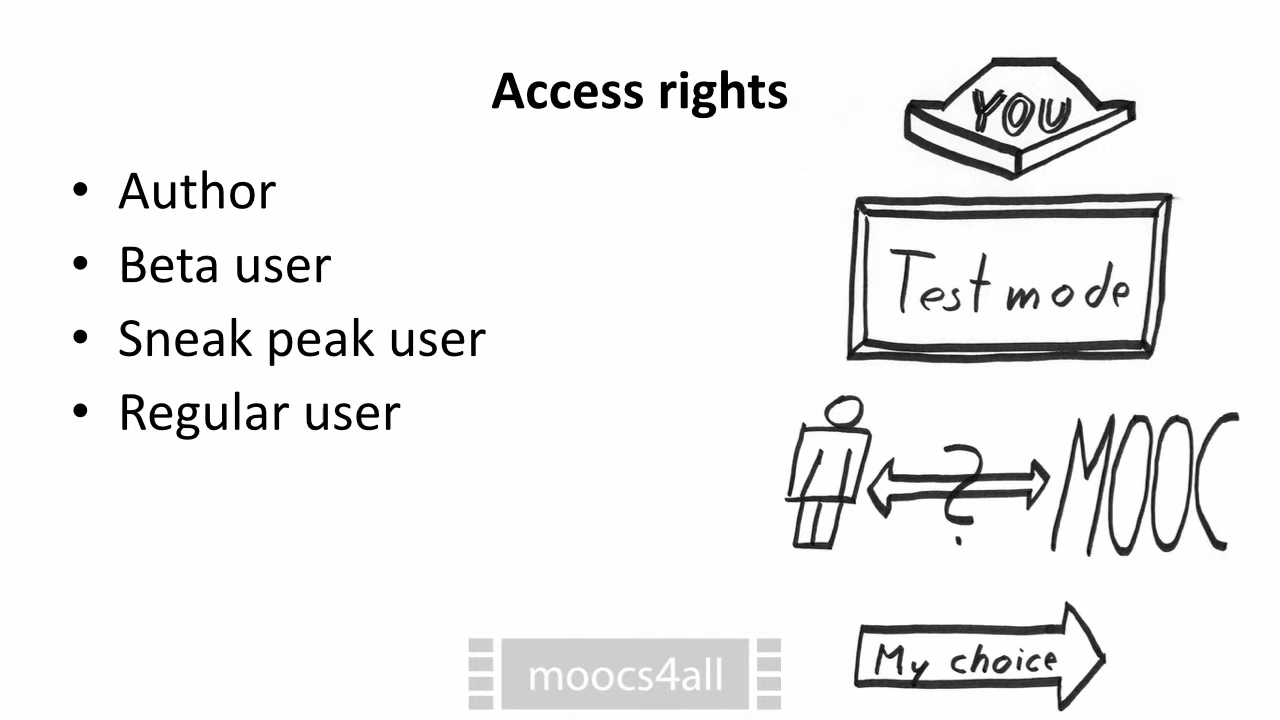 Access rights
YOU
• Author
• Beta user
Test mode
• Sneak peak user
• Regular user
?
MOOC
My choice
moocs4all